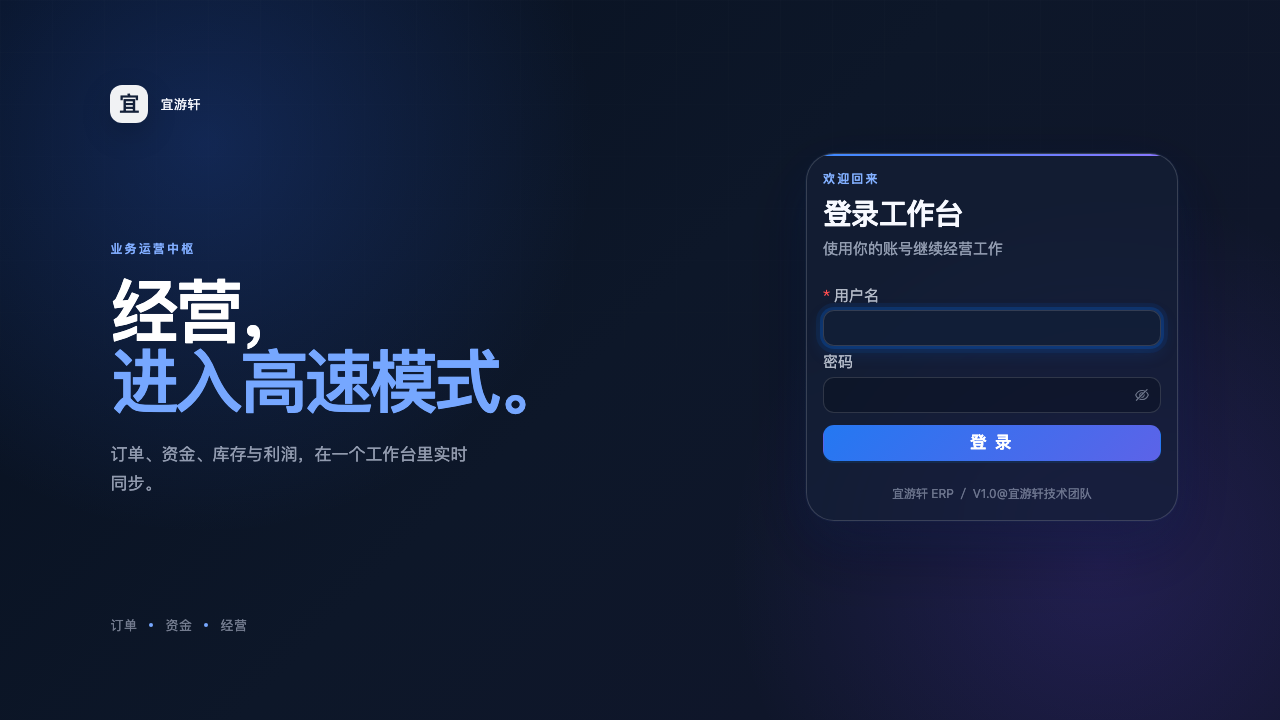 宜
宜游轩
业务运营中枢
经营，
进入高速模式。
订单、资金、库存与利润，在一个工作台里实时
同步。
订单 • 资金 • 经营
欢迎回来
登录工作台
使用你的账号继续经营工作
* 用户名
密码
登 录
宜游轩 ERP / V1.0@宜游轩技术团队